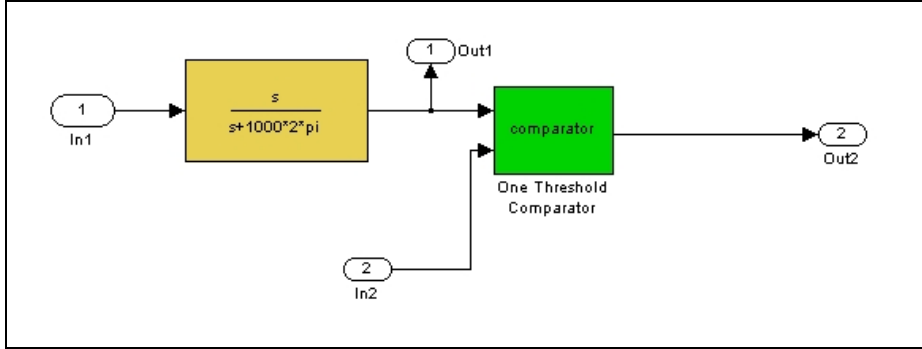 1
Out1
1
In1
s
s+1000*2*pi
comparator
2
Out2
One Threshold
Comparator
2
In2